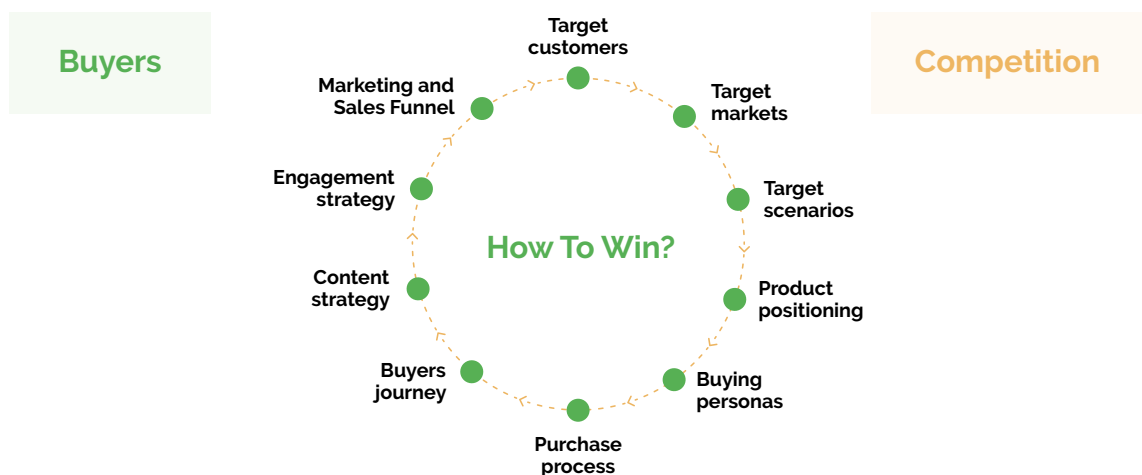 Buyers
Competition
How To Win?
Target
customers
Target
markets
Target
scenarios
Product
positioning
Buying
personas
Purchase
process
Buyers
journey
Content
strategy
Engagement
strategy
Marketing and
Sales Funnel